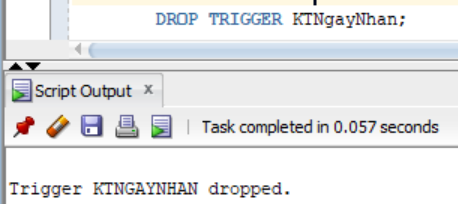 DROP TRIGGER KTNgayNhan;
Script Output x
Task completed in 0.057 seconds
Trigger KTNGAYNHAN dropped.